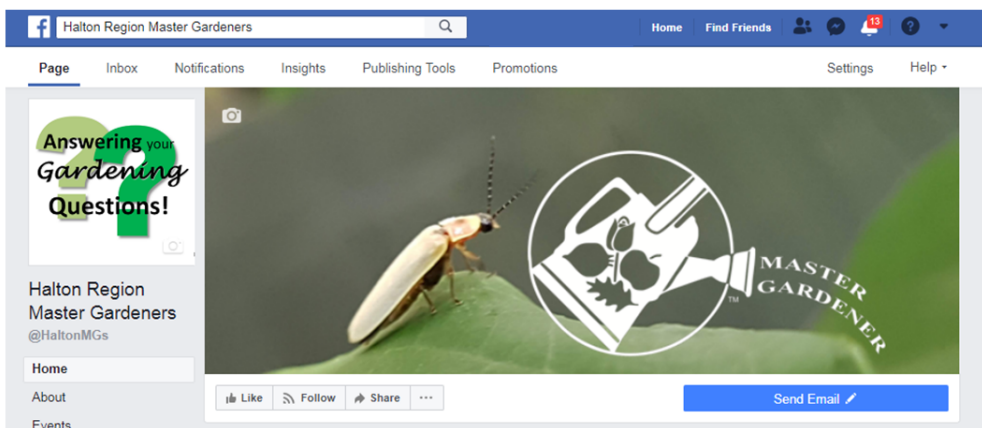 f
Halton Region Master Gardeners
Home Find Friends 13 ?
Page Inbox Notifications Insights Publishing Tools Promotions Settings Help
??
Answering your
Gardening
Questions!
MASTER
GARDENER
TM
Halton Region
Master Gardeners
@HaltonMGs
Home
About
Events
Like Follow Share ...
Send Email